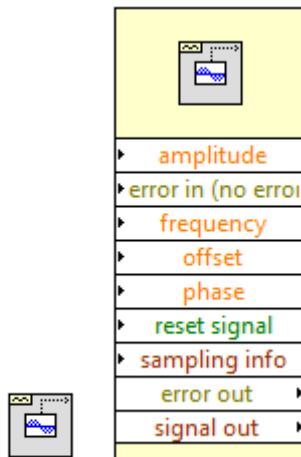 amplitude
error in (no error
frequency
offset
phase
reset signal
sampling info
error out
signal out